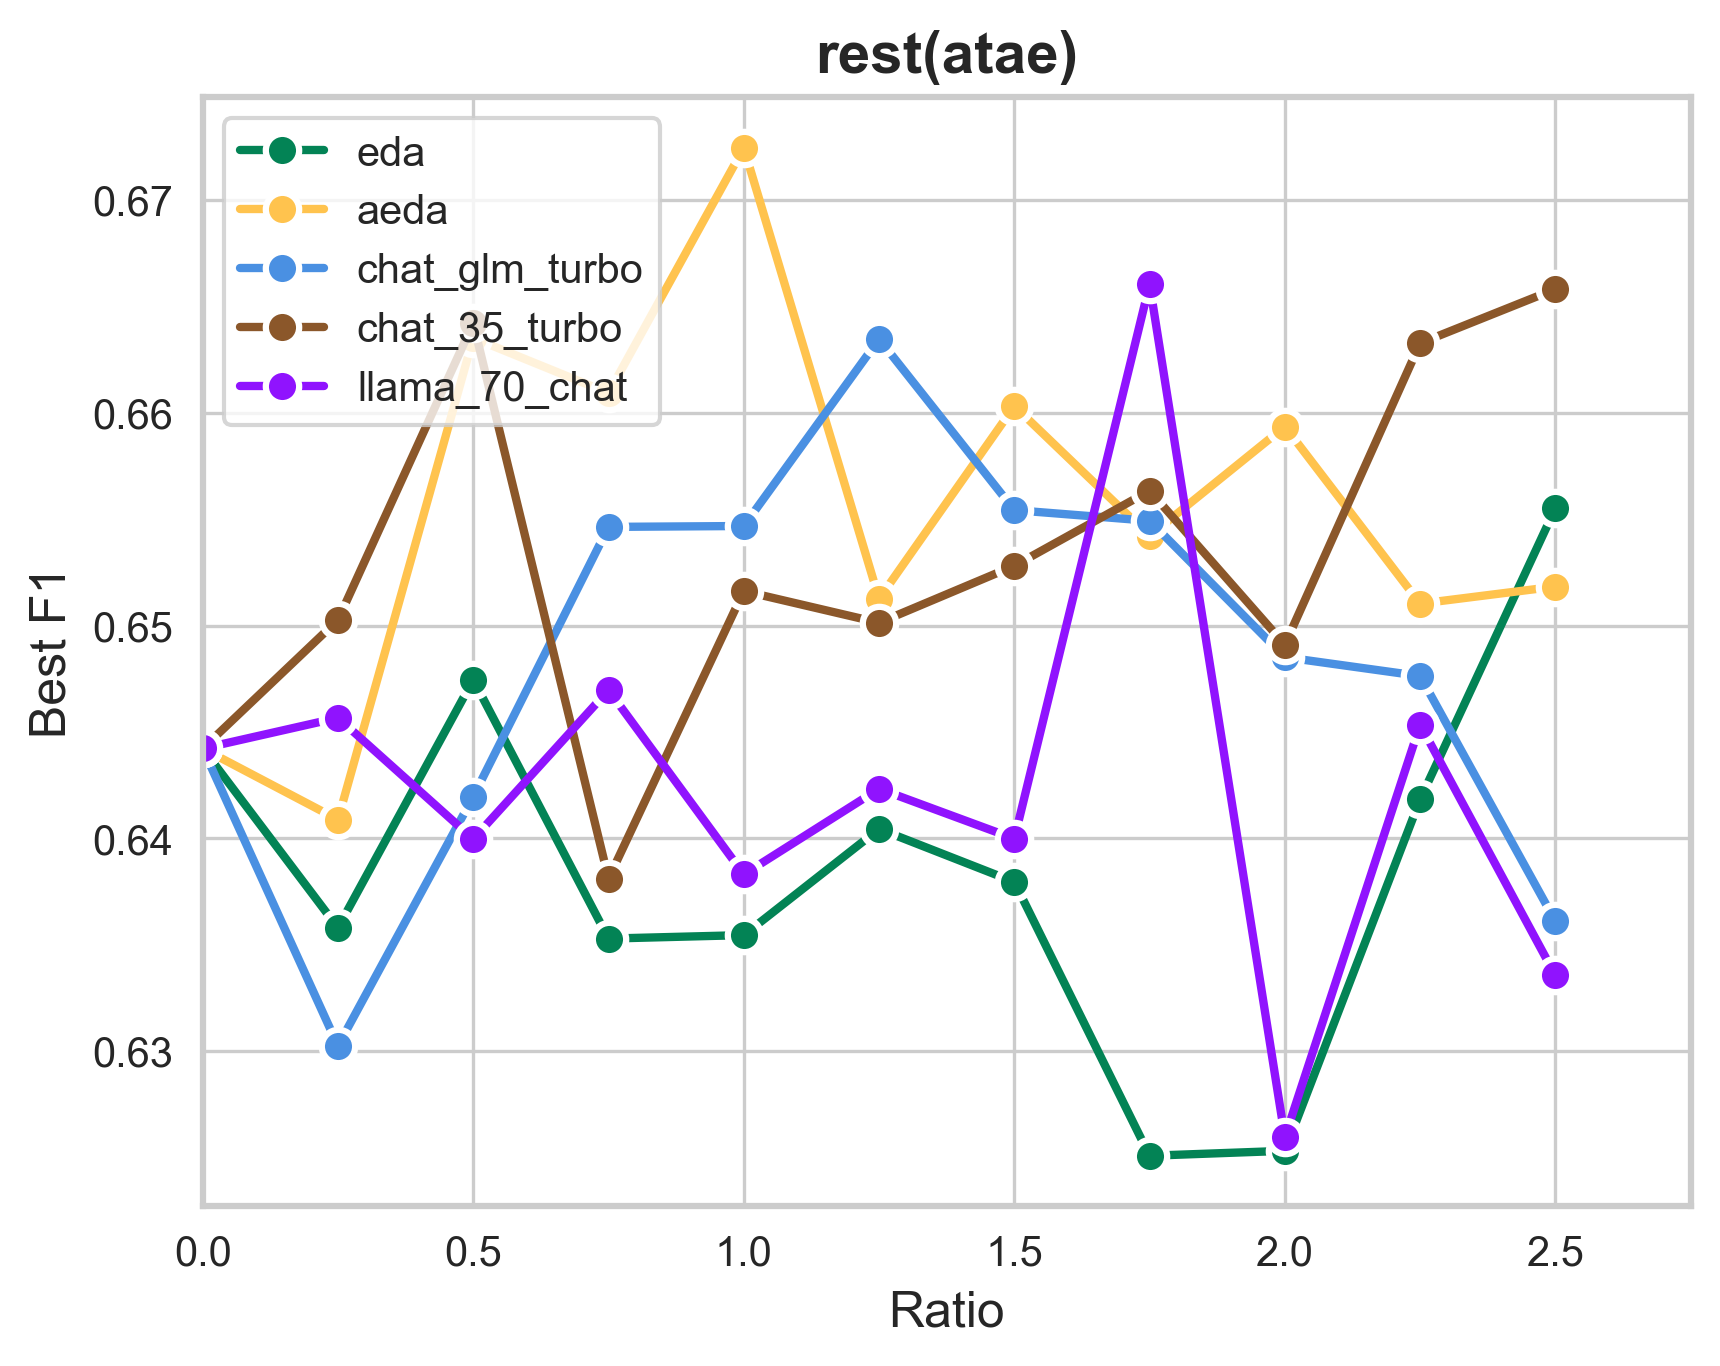 rest(atae)
eda
aeda
chat_glm_turbo
chat_35_turbo
llama_70_chat
0.67
0.66
0.65
0.64
0.63
Best F1
0.0 0.5 1.0 1.5 2.0 2.5
Ratio